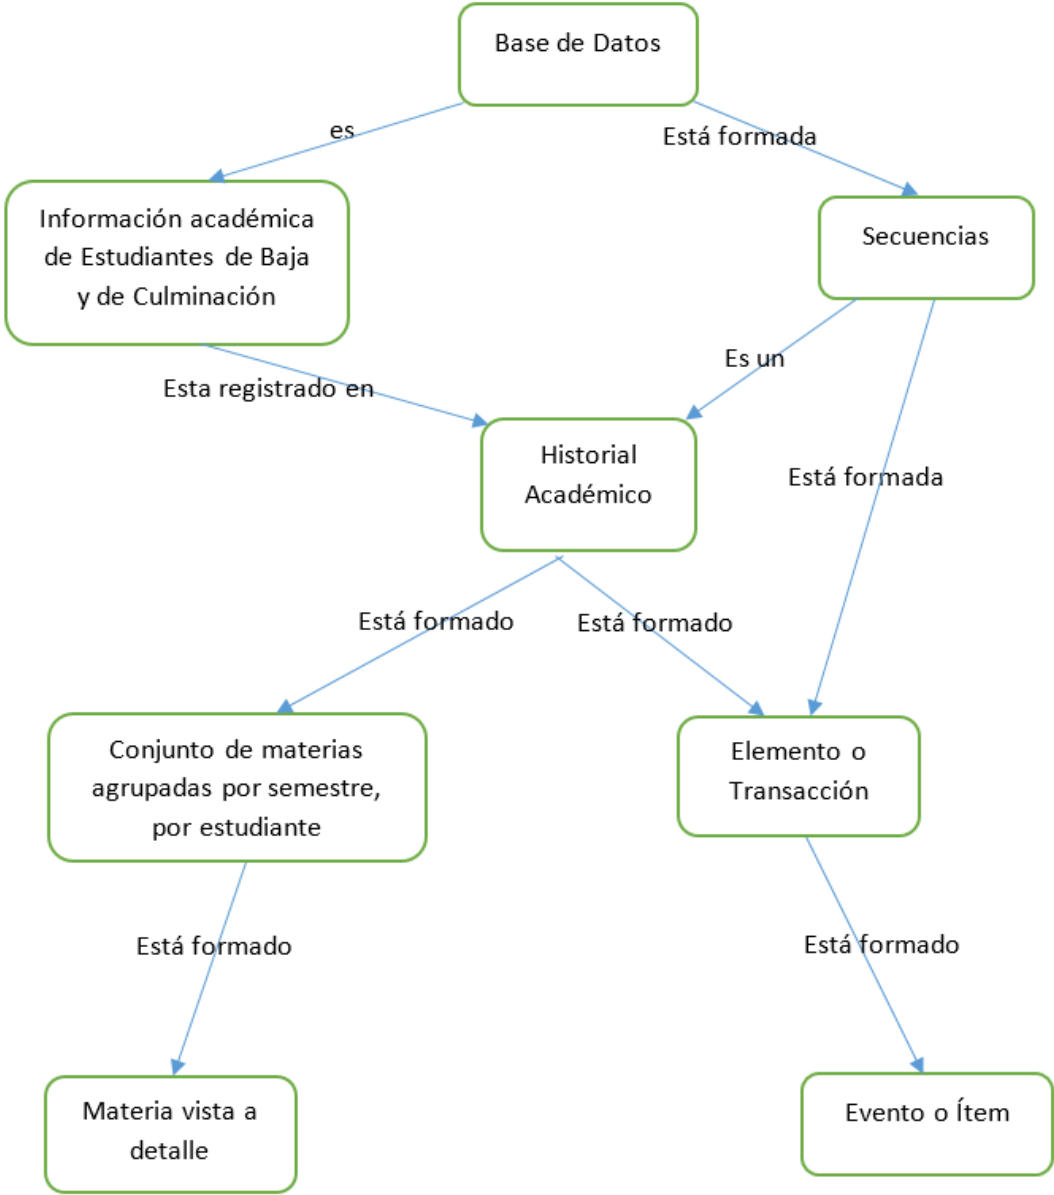 Base de Datos
es
Está formada
Información académica
de Estudiantes de Baja
y de Culminación
Secuencias
Esta registrado en
Es un
Historial
Académico
Está formada
Está formado
Está formado
Conjunto de materias
agrupadas por semestre,
por estudiante
Elemento o
Transacción
Está formado
Está formado
Materia vista a
detalle
Evento o Ítem